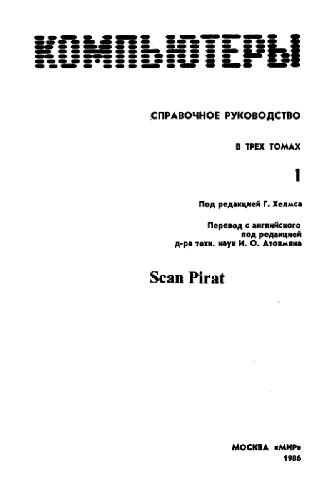 КОМПЬЮТЕРЫ
СПРАВОЧНОЕ РУКОВОДСТВО
В ТРЕХ ТОМАХ
1
Под редакцией Г. Хелмса
Перевод с английского
под редакцией
д-ра техн. наук И. О. Атовмяна
Scan Pirat
МОСКВА «МИР»
1986